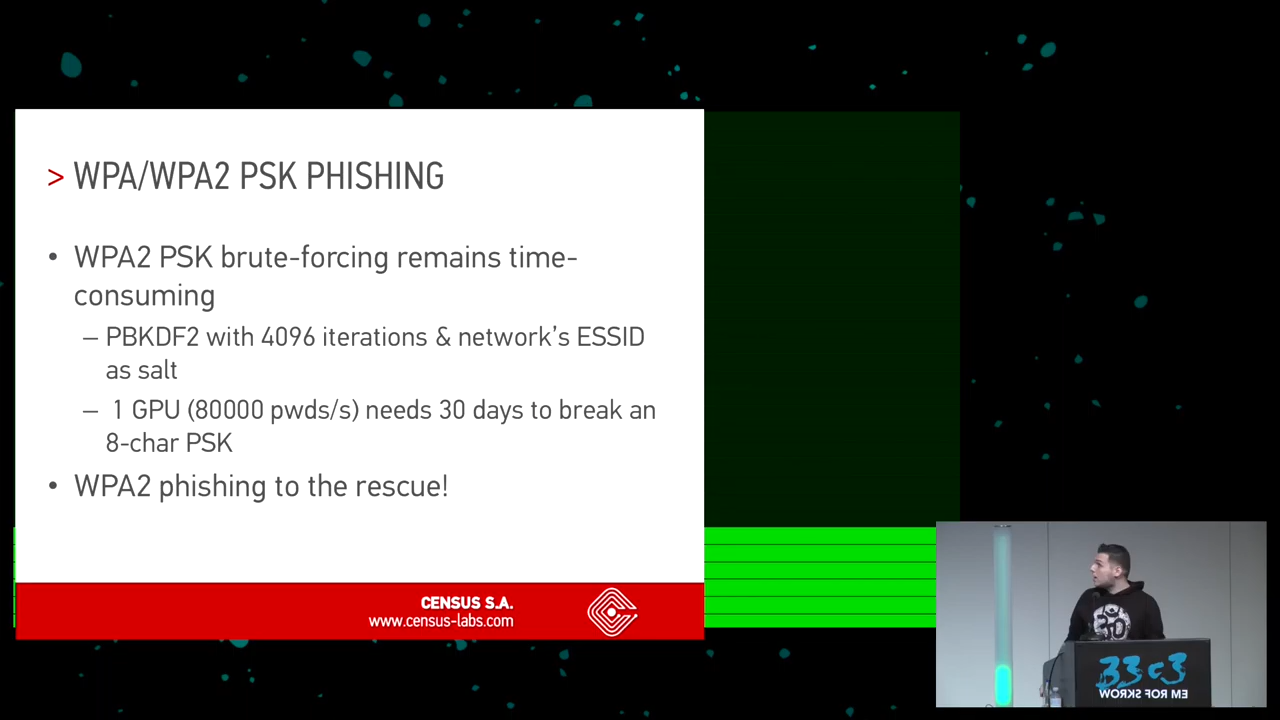 > WPA/WPA2 PSK PHISHING
• WPA2 PSK brute-forcing remains time-
consuming
– PBKDF2 with 4096 iterations & network's ESSID
as salt
– 1 GPU (80000 pwds/s) needs 30 days to break an
8-char PSK
• WPA2 phishing to the rescue!
CENSUS S.A.
www.census-labs.com
33c3
WORKS FOR ME